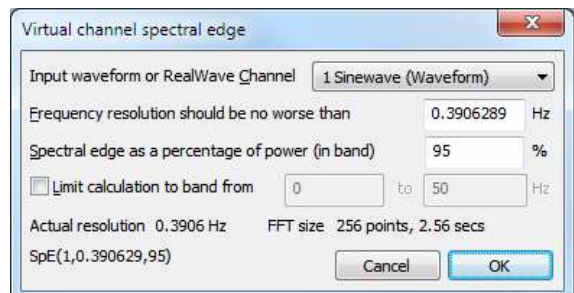 Virtual channel spectral edge
Input waveform or RealWave Channel 1 Sinewave (Waveform)
Frequency resolution should be no worse than 0.3906289 Hz
Spectral edge as a percentage of power (in band) 95 %
Limit calculation to band from 0 to 50 Hz
Actual resolution 0.3906 Hz FFT size 256 points, 2.56 secs
SpE(1,0.390629,95) Cancel OK